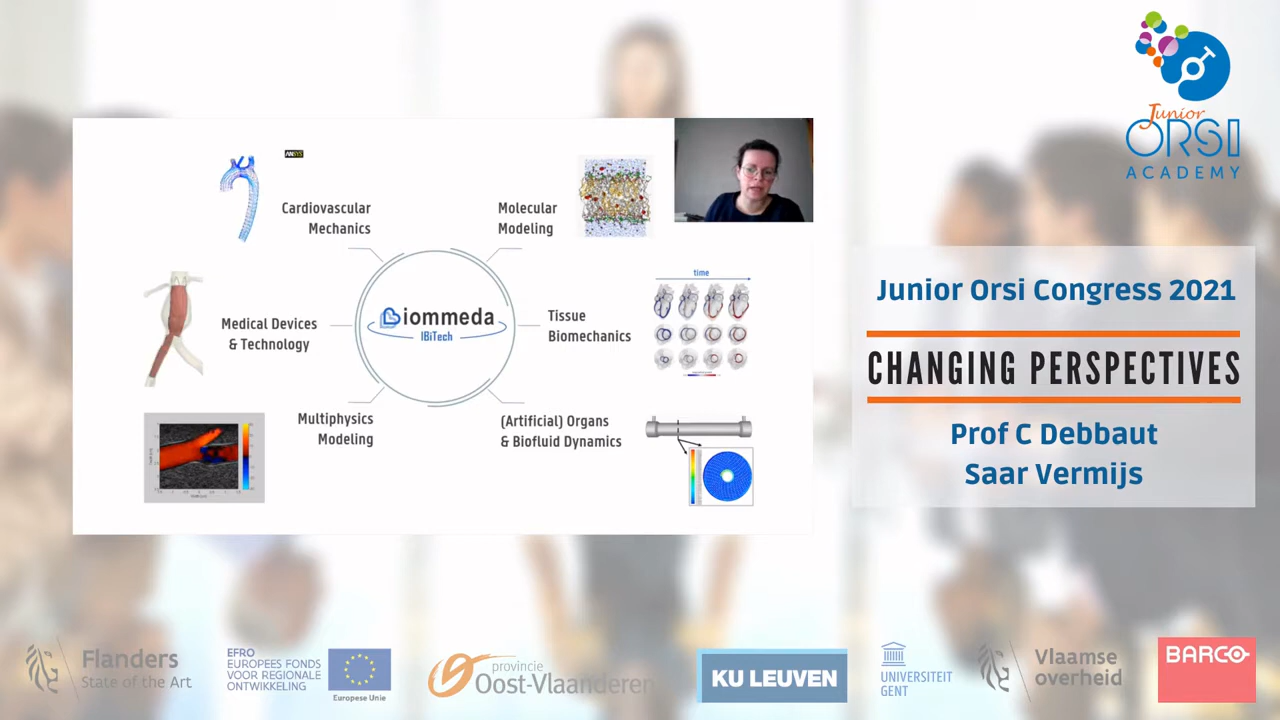 Junior
ORSI
ACADEMY
ANSYS
Cardiovascular
Mechanics
Molecular
Modeling
time
Medical Devices
& Technology
Biommeda
IBiTech
Tissue
Biomechanics
Multiphysics
Modeling
(Artificial) Organs
& Biofluid Dynamics
Junior Orsi Congress 2021
CHANGING PERSPECTIVES
Prof C Debbaut
Saar Vermijs
Flanders
State of the Art
EFRO
EUROPEES FONDS
VOOR REGIONALE
ONTWIKKELING
Europese Unie
provincie
Oost-Vlaanderen
KU LEUVEN
UNIVERSITEIT
GENT
Vlaamse
overheid
BARCO